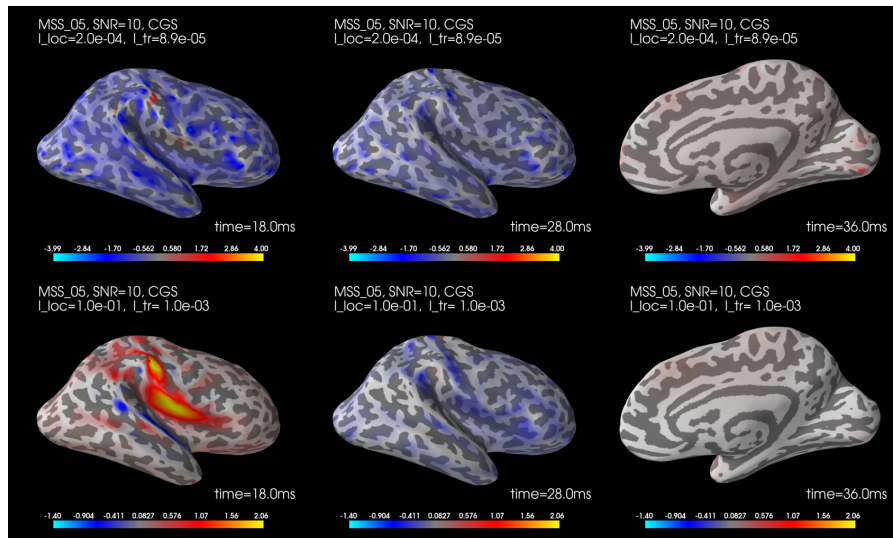 MSS_05, SNR=10, CGS
l_loc=2.0e-04, l_tr=8.9e-05
time=18.0ms
-3.99 -2.84 -1.70 -0.562 0.580 1.72 2.86 4.00
MSS_05, SNR=10, CGS
l_loc=2.0e-04, l_tr=8.9e-05
time=28.0ms
-3.99 -2.84 -1.70 -0.562 0.580 1.72 2.86 4.00
MSS_05, SNR=10, CGS
l_loc=2.0e-04, l_tr=8.9e-05
time=36.0ms
-3.99 -2.84 -1.70 -0.562 0.580 1.72 2.86 4.00
MSS_05, SNR=10, CGS
l_loc=1.0e-01, l_tr= 1.0e-03
time=18.0ms
-1.40 -0.904 -0.411 0.0827 0.576 1.07 1.56 2.06
MSS_05, SNR=10, CGS
l_loc=1.0e-01, l_tr= 1.0e-03
time=28.0ms
-1.40 -0.904 -0.411 0.0827 0.576 1.07 1.56 2.06
MSS_05, SNR=10, CGS
l_loc=1.0e-01, l_tr= 1.0e-03
time=36.0ms
-1.40 -0.904 -0.411 0.0827 0.576 1.07 1.56 2.06